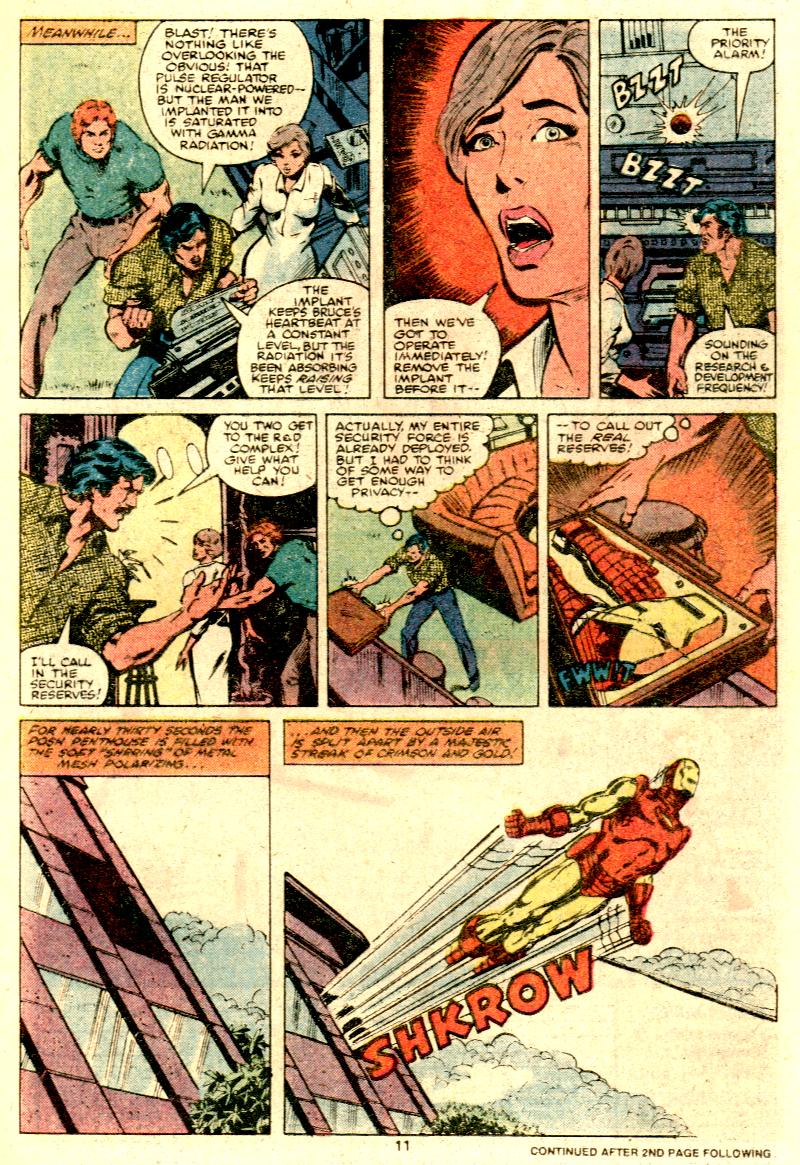 MEANWHILE...
BLAST! THERE'S
NOTHING LIKE
OVERLOOKING THE
OBVIOUS! THAT
PULSE REGULATOR
IS NUCLEAR-POWERED--
BUT THE MAN WE
IMPLANTED IT INTO
IS SATURATED
WITH GAMMA
RADIATION!
THE
IMPLANT
KEEPS BRUCE'S
HEARTBEAT AT
A CONSTANT
LEVEL, BUT THE
RADIATION IT'S
BEEN ABSORBING
KEEPS RAISING
THAT LEVEL!
THEN WE'VE
GOT TO
OPERATE
IMMEDIATELY!
REMOVE THE
IMPLANT
BEFORE IT--
THE
PRIORITY
ALARM!
BZZT
BZZT
SOUNDING
ON THE
RESEARCH &
DEVELOPMENT
FREQUENCY!
YOU TWO GET
TO THE R&D
COMPLEX!
GIVE WHAT
HELP YOU
CAN!
I'LL CALL
IN THE
SECURITY
RESERVES!
ACTUALLY, MY ENTIRE
SECURITY FORCE IS
ALREADY DEPLOYED.
BUT I HAD TO THINK
OF SOME WAY TO
GET ENOUGH
PRIVACY--
--TO CALL OUT
THE REAL
RESERVES!
FWWIT
FOR NEARLY THIRTY SECONDS THE
POSH PENTHOUSE IS FILLED WITH
THE SOFT "SHRRING" OF METAL
MESH POLARIZING...
...AND THEN THE OUTSIDE AIR
IS SPLIT APART BY A MAJESTIC
STREAK OF CRIMSON AND GOLD!
SHKROW
11
CONTINUED AFTER 2ND PAGE FOLLOWING